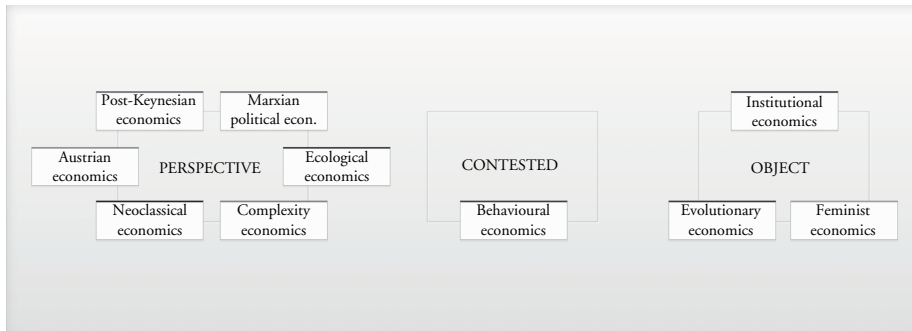 Post-Keynesian
economics
Marxian
political econ.
Austrian
economics
PERSPECTIVE
Ecological
economics
Neoclassical
economics
Complexity
economics
CONTESTED
Behavioural
economics
Institutional
economics
OBJECT
Evolutionary
economics
Feminist
economics